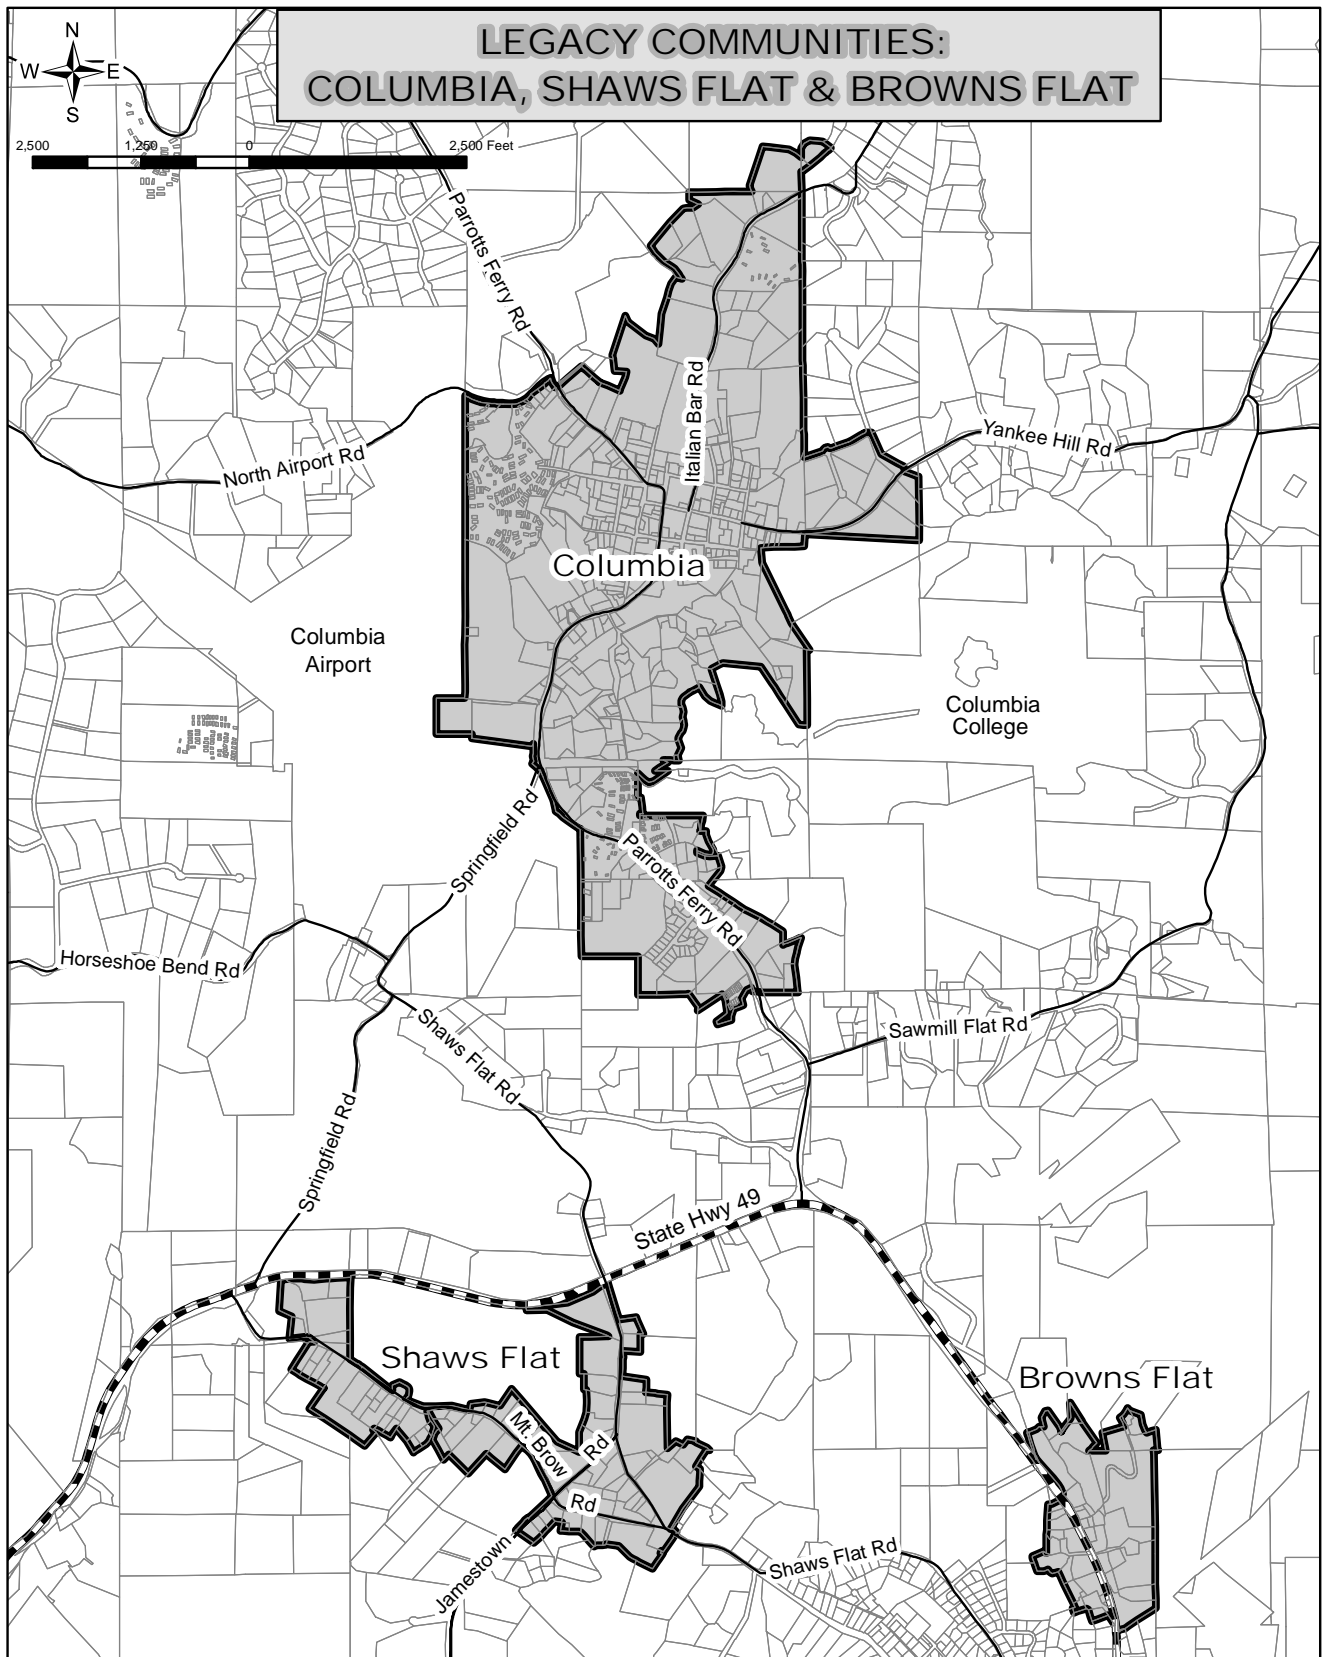 LEGACY COMMUNITIES:
COLUMBIA, SHAWS FLAT & BROWNS FLAT
N
W E
S
2,500 1,250 0 2,500 Feet
Parrotts Ferry Rd
Italian Bar Rd
Yankee Hill Rd
North Airport Rd
Columbia
Columbia
Airport
Columbia
College
Springfield Rd
Parrotts Ferry Rd
Horseshoe Bend Rd
Shaws Flat Rd
Sawmill Flat Rd
Springfield Rd
State Hwy 49
Shaws Flat
Browns Flat
Mt. Brow
Rd
Rd
Jamestown
Shaws Flat Rd